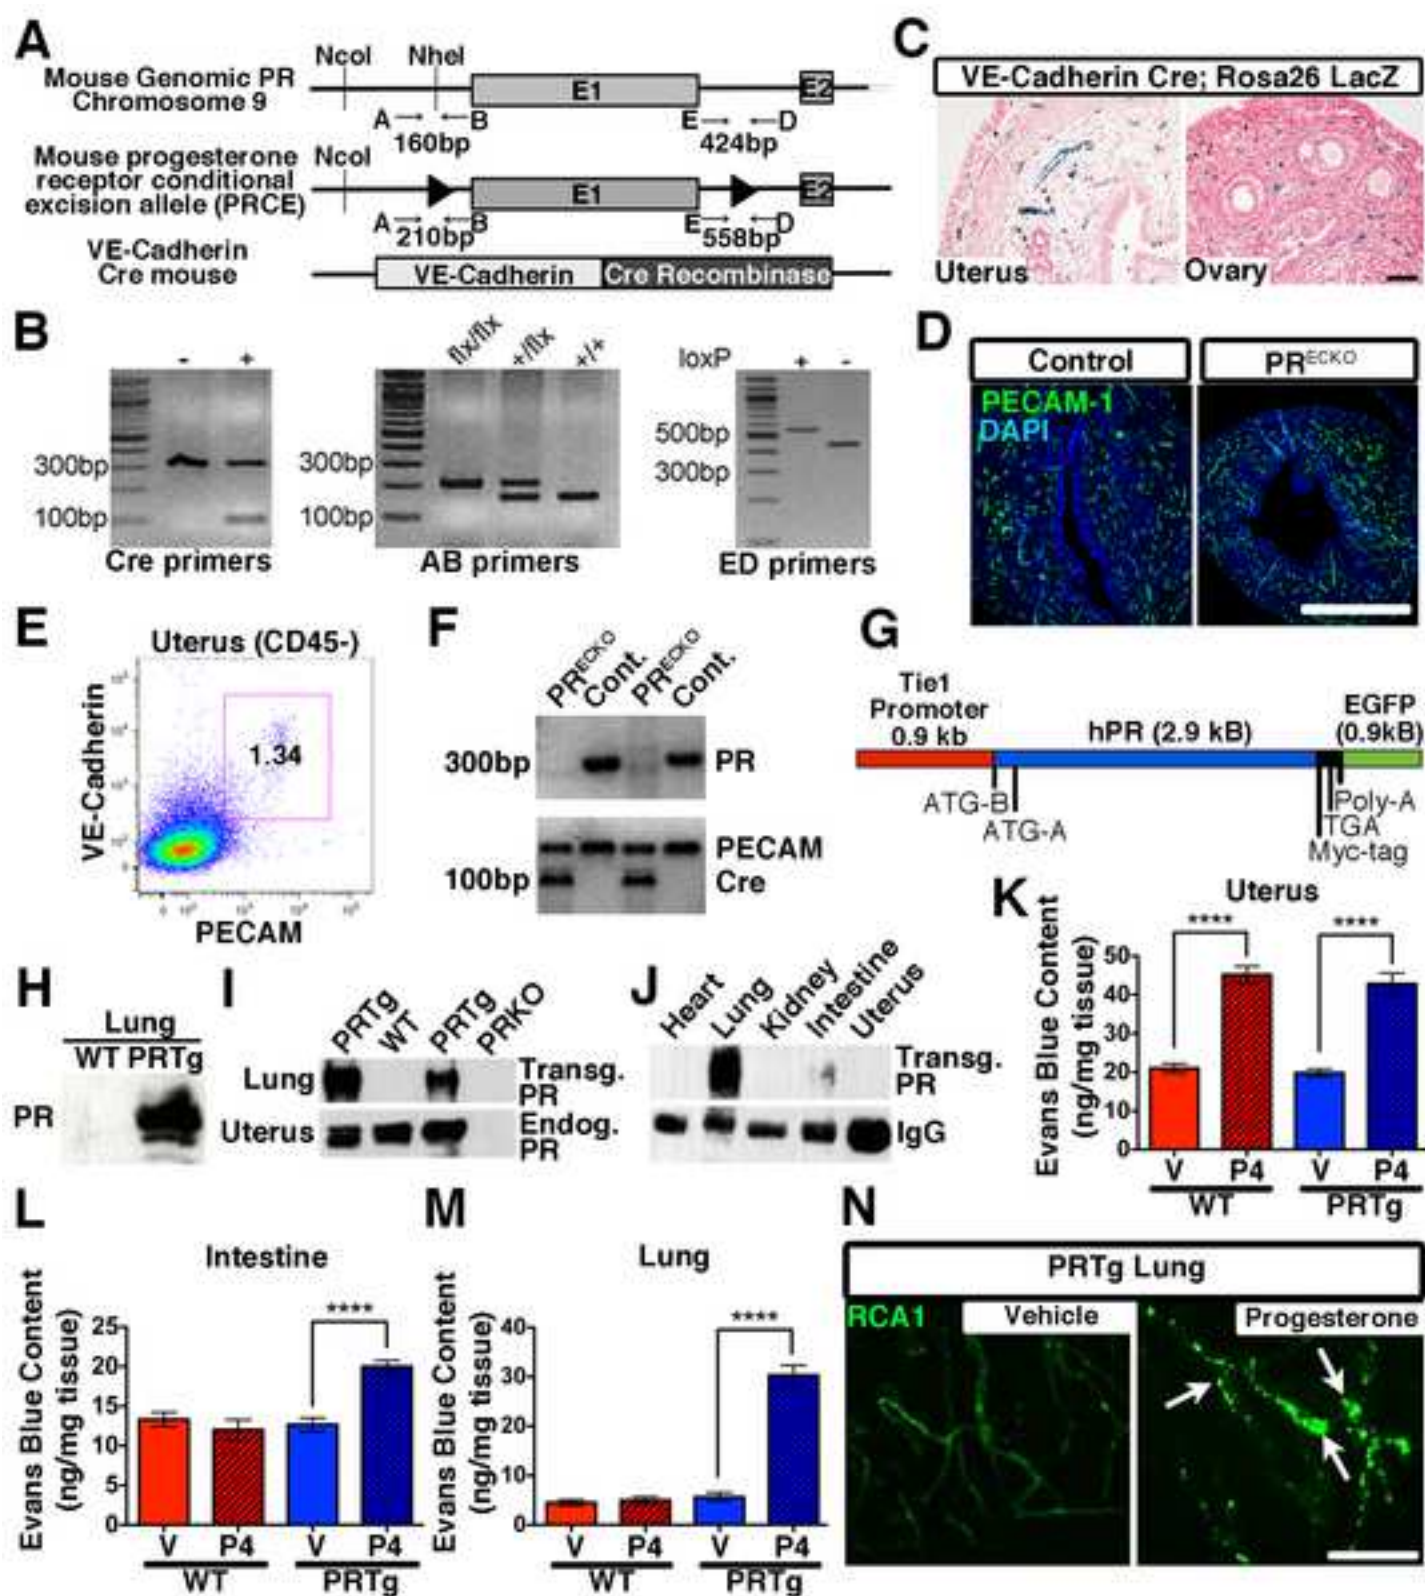 A
NcoI
NheI
Mouse Genomic PR
Chromosome 9
E1
E2
A
B
E
D
160bp
424bp
Mouse progesterone
receptor conditional
excision allele (PRCE)
NcoI
E1
E2
A
B
E
D
210bp
558bp
VE-Cadherin
Cre mouse
VE-Cadherin
Cre Recombinase
B
- +
300bp
100bp
Cre primers
flx/flx
+/flx
+/+
300bp
100bp
AB primers
loxP + -
500bp
300bp
ED primers
C
VE-Cadherin Cre; Rosa26 LacZ
Uterus
Ovary
D
Control
PRECKO
PECAM-1
DAPI
E
Uterus (CD45-)
VE-Cadherin
1.34
PECAM
F
PRECKO
Cont.
PRECKO
Cont.
300bp
PR
PECAM
100bp
Cre
G
Tie1
Promoter
0.9 kb
hPR (2.9 kB)
EGFP
(0.9kB)
ATG-B
ATG-A
Poly-A
TGA
Myc-tag
H
Lung
WT PRTg
PR
I
PRTg
WT
PRTg
PRKO
Lung
Transg.
PR
Uterus
Endog.
PR
J
Heart
Lung
Kidney
Intestine
Uterus
Transg.
PR
IgG
K
Uterus
Evans Blue Content
(ng/mg tissue)
50
40
30
20
10
0
****
****
V P4 V P4
WT PRTg
L
Intestine
Evans Blue Content
(ng/mg tissue)
25
20
15
10
5
0
****
V P4 V P4
WT PRTg
M
Lung
Evans Blue Content
(ng/mg tissue)
40
30
20
10
0
****
V P4 V P4
WT PRTg
N
PRTg Lung
RCA1
Vehicle
Progesterone